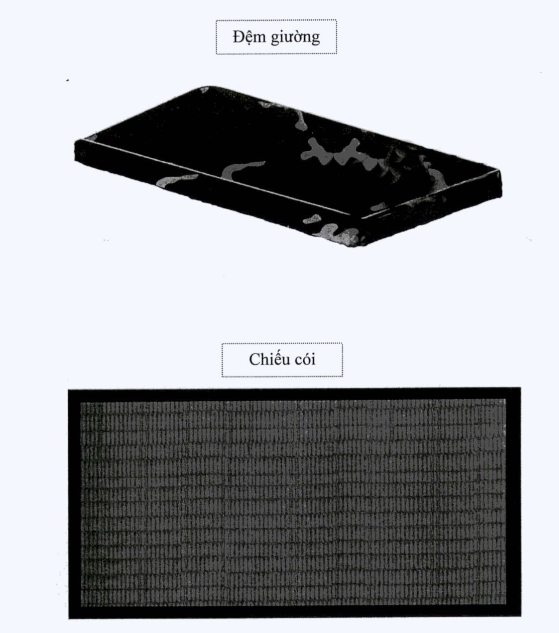 Đệm giường
Chiếu cói